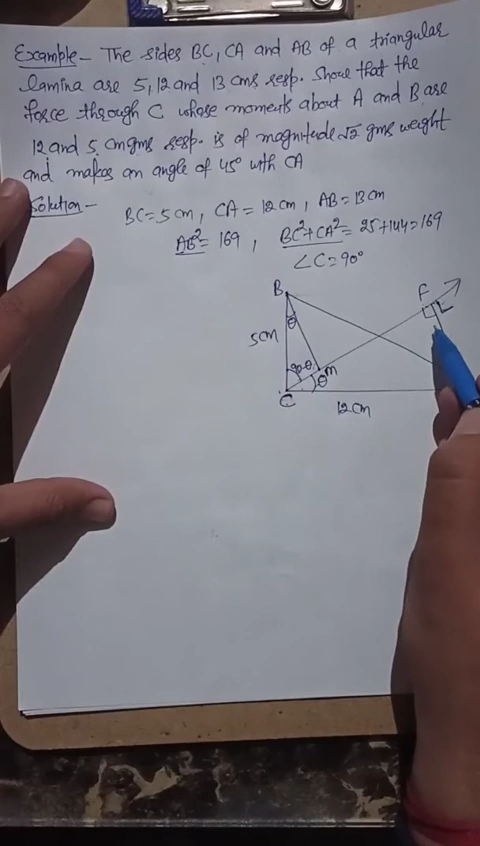 Example - The sides BC, CA and AB of a triangular
lamina are 5, 12 and 13 cms resp. Show that the
force through C whose moments about A and B are
12 and 5 cmgms resp. is of magnitude √2 gms weight
and makes an angle of 45° with CA
Solution -
BC = 5 cm, CA = 12 cm, AB = 13 cm
AB² = 169, BC² + CA² = 25 + 144 = 169
∠C = 90°
B
F
L
θ
5 cm
90-θ
M
θ
C
12 cm